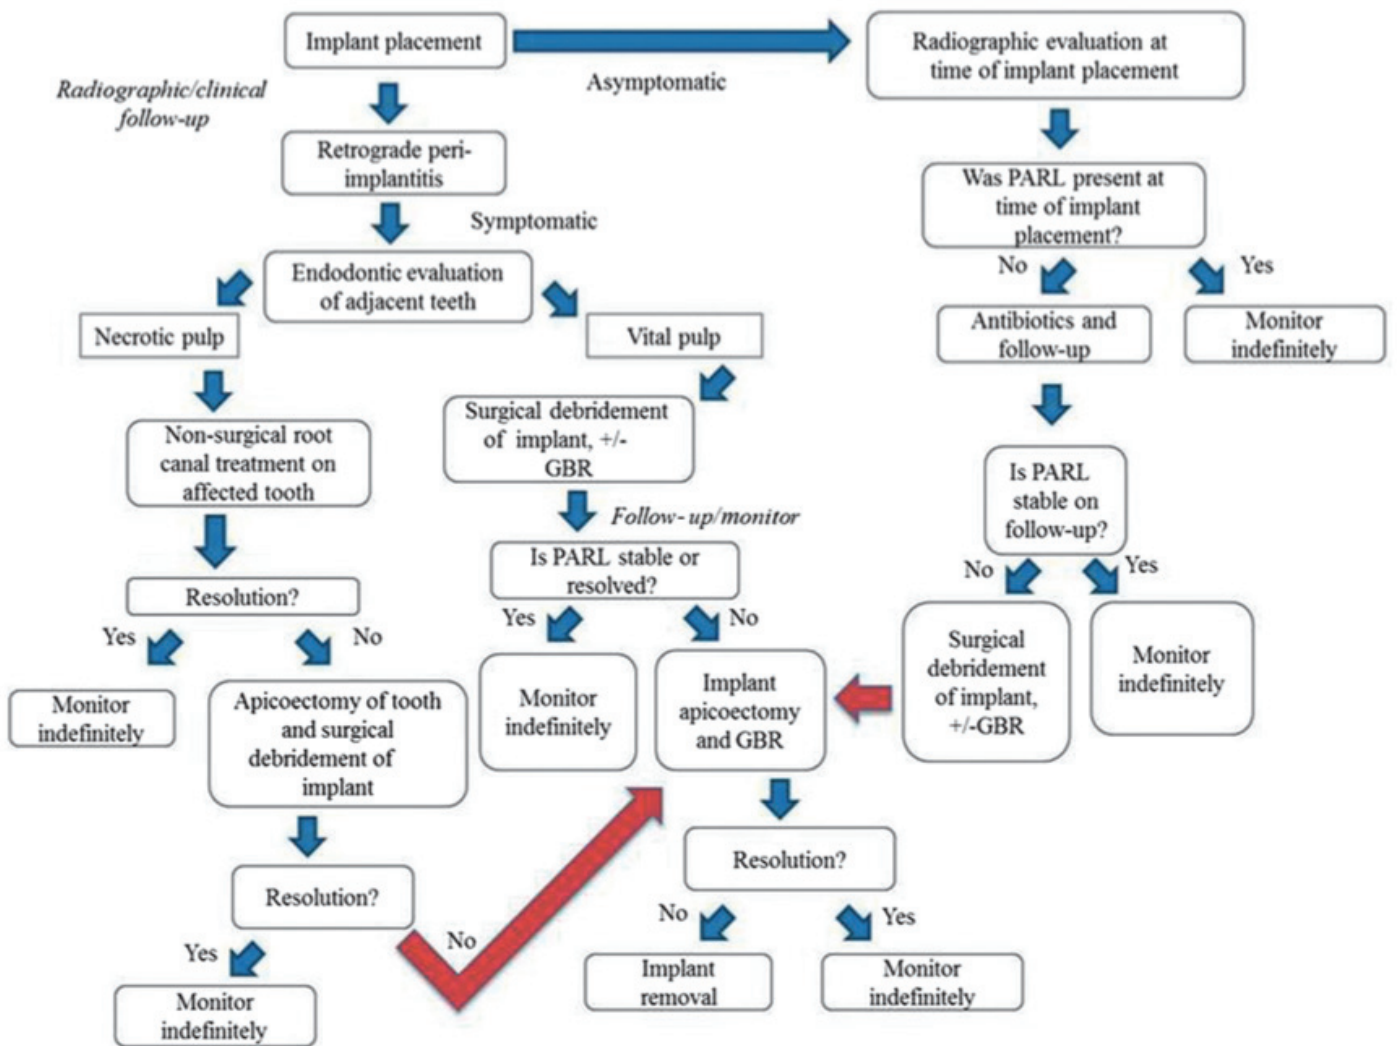 Implant placement
Asymptomatic
Radiographic evaluation at
time of implant placement
Radiographic/clinical
follow-up
Retrograde peri-
implantitis
Symptomatic
Was PARL present at
time of implant
placement?
No
Yes
Endodontic evaluation
of adjacent teeth
Necrotic pulp
Vital pulp
Antibiotics and
follow-up
Monitor
indefinitely
Non-surgical root
canal treatment on
affected tooth
Surgical debridement
of implant, +/-
GBR
Follow-up/monitor
Is PARL
stable on
follow-up?
No
Yes
Resolution?
Yes
No
Is PARL stable or
resolved?
Yes
No
Monitor
indefinitely
Apicoectomy of tooth
and surgical
debridement of
implant
Monitor
indefinitely
Implant
apicoectomy
and GBR
Surgical
debridement
of implant,
+/-GBR
Monitor
indefinitely
Resolution?
Yes
No
Monitor
indefinitely
Resolution?
No
Yes
Implant
removal
Monitor
indefinitely